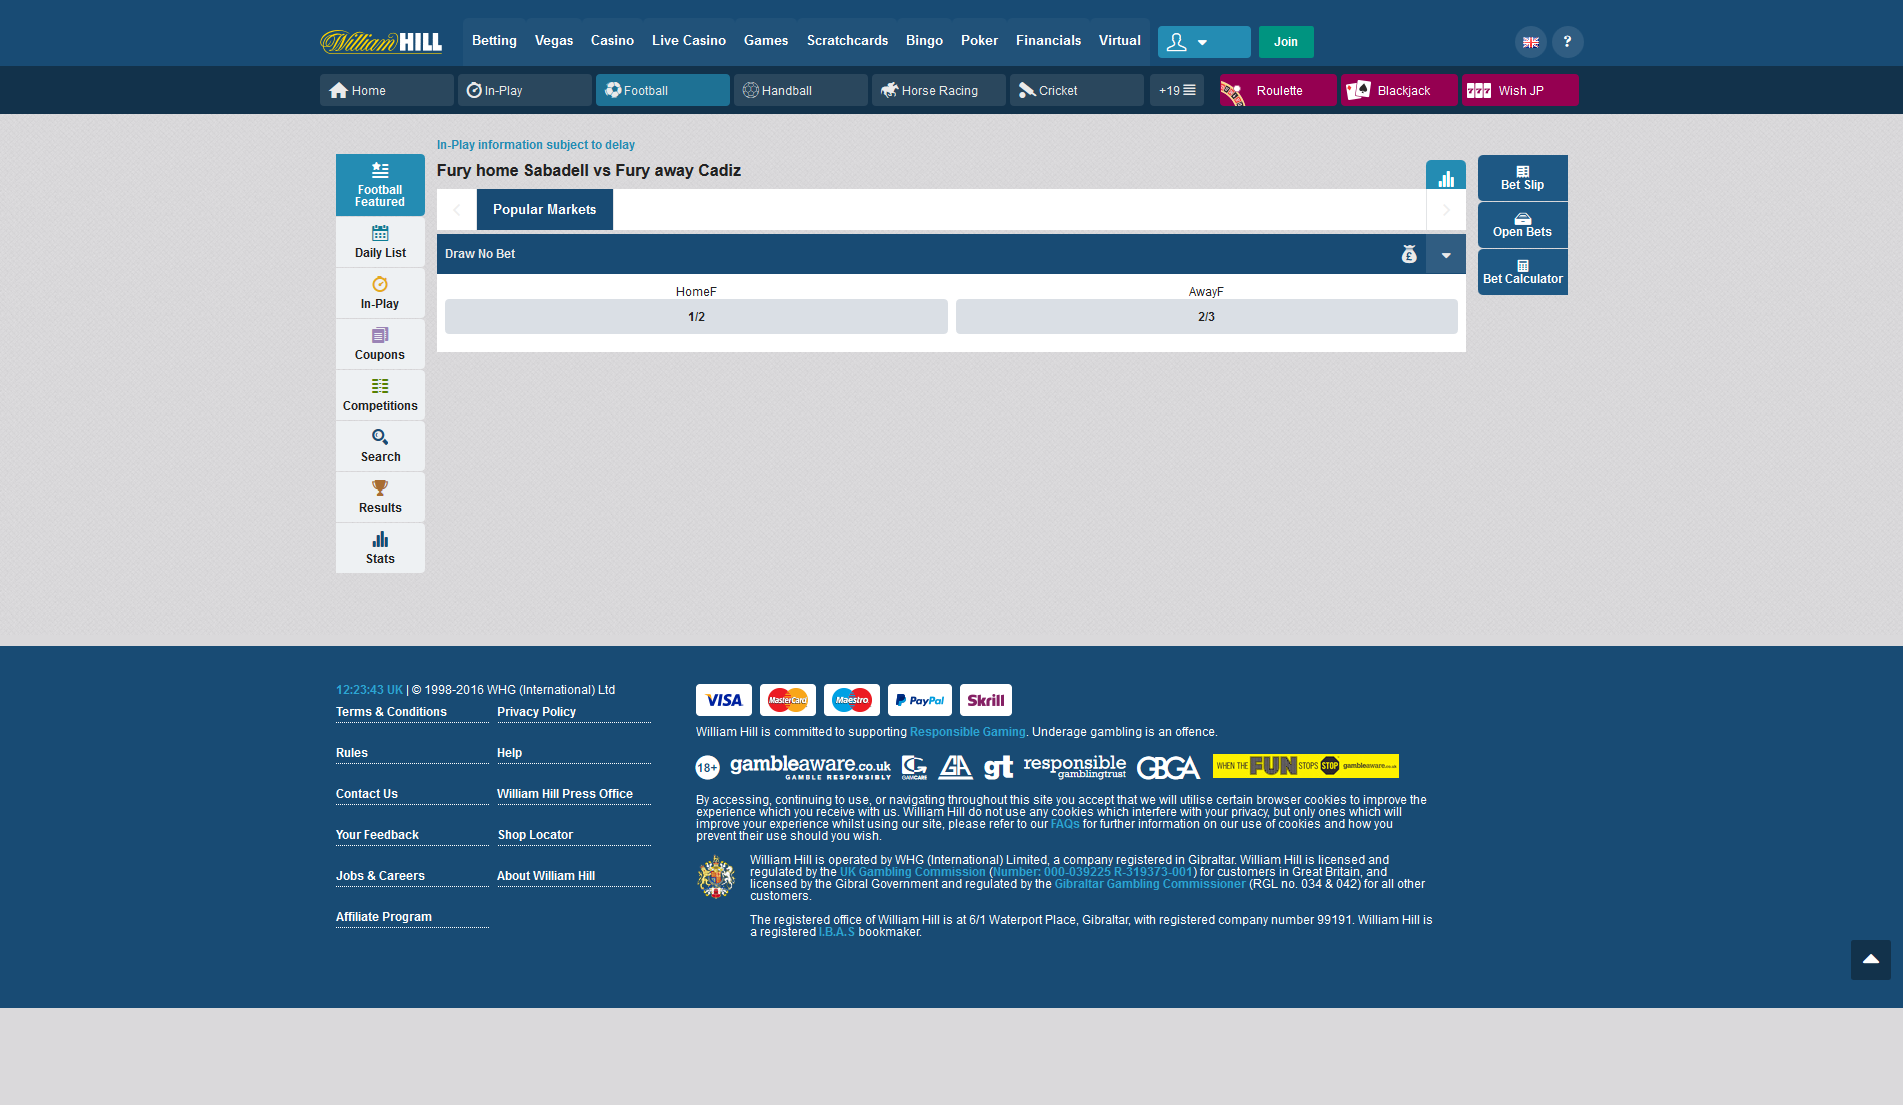 William HILL
Betting Vegas Casino Live Casino Games Scratchcards Bingo Poker Financials Virtual
Join
?
Home In-Play Football Handball Horse Racing Cricket +19 Roulette Blackjack 777 Wish JP
In-Play information subject to delay
Fury home Sabadell vs Fury away Cadiz
Popular Markets
Draw No Bet
£
HomeF AwayF
1/2 2/3
Football
Featured
Daily List
In-Play
Coupons
Competitions
Search
Results
Stats
Bet Slip
Open Bets
Bet Calculator
12:23:43 UK | © 1998-2016 WHG (International) Ltd
Terms & Conditions Privacy Policy
Rules Help
Contact Us William Hill Press Office
Your Feedback Shop Locator
Jobs & Careers About William Hill
Affiliate Program
VISA MasterCard Maestro PayPal Skrill
William Hill is committed to supporting Responsible Gaming. Underage gambling is an offence.
18+ gambleaware.co.uk GAMBLE RESPONSIBLY GAMCARE GA gt responsible gamblingtrust GBGA WHEN THE FUN STOPS STOP gambleaware.co.uk
By accessing, continuing to use, or navigating throughout this site you accept that we will utilise certain browser cookies to improve the
experience which you receive with us. William Hill do not use any cookies which interfere with your privacy, but only ones which will
improve your experience whilst using our site, please refer to our FAQs for further information on our use of cookies and how you
prevent their use should you wish.
William Hill is operated by WHG (International) Limited, a company registered in Gibraltar. William Hill is licensed and
regulated by the UK Gambling Commission (Number: 000-039225 R-319373-001) for customers in Great Britain, and
licensed by the Gibral Government and regulated by the Gibraltar Gambling Commissioner (RGL no. 034 & 042) for all other
customers.
The registered office of William Hill is at 6/1 Waterport Place, Gibraltar, with registered company number 99191. William Hill is
a registered I.B.A.S bookmaker.